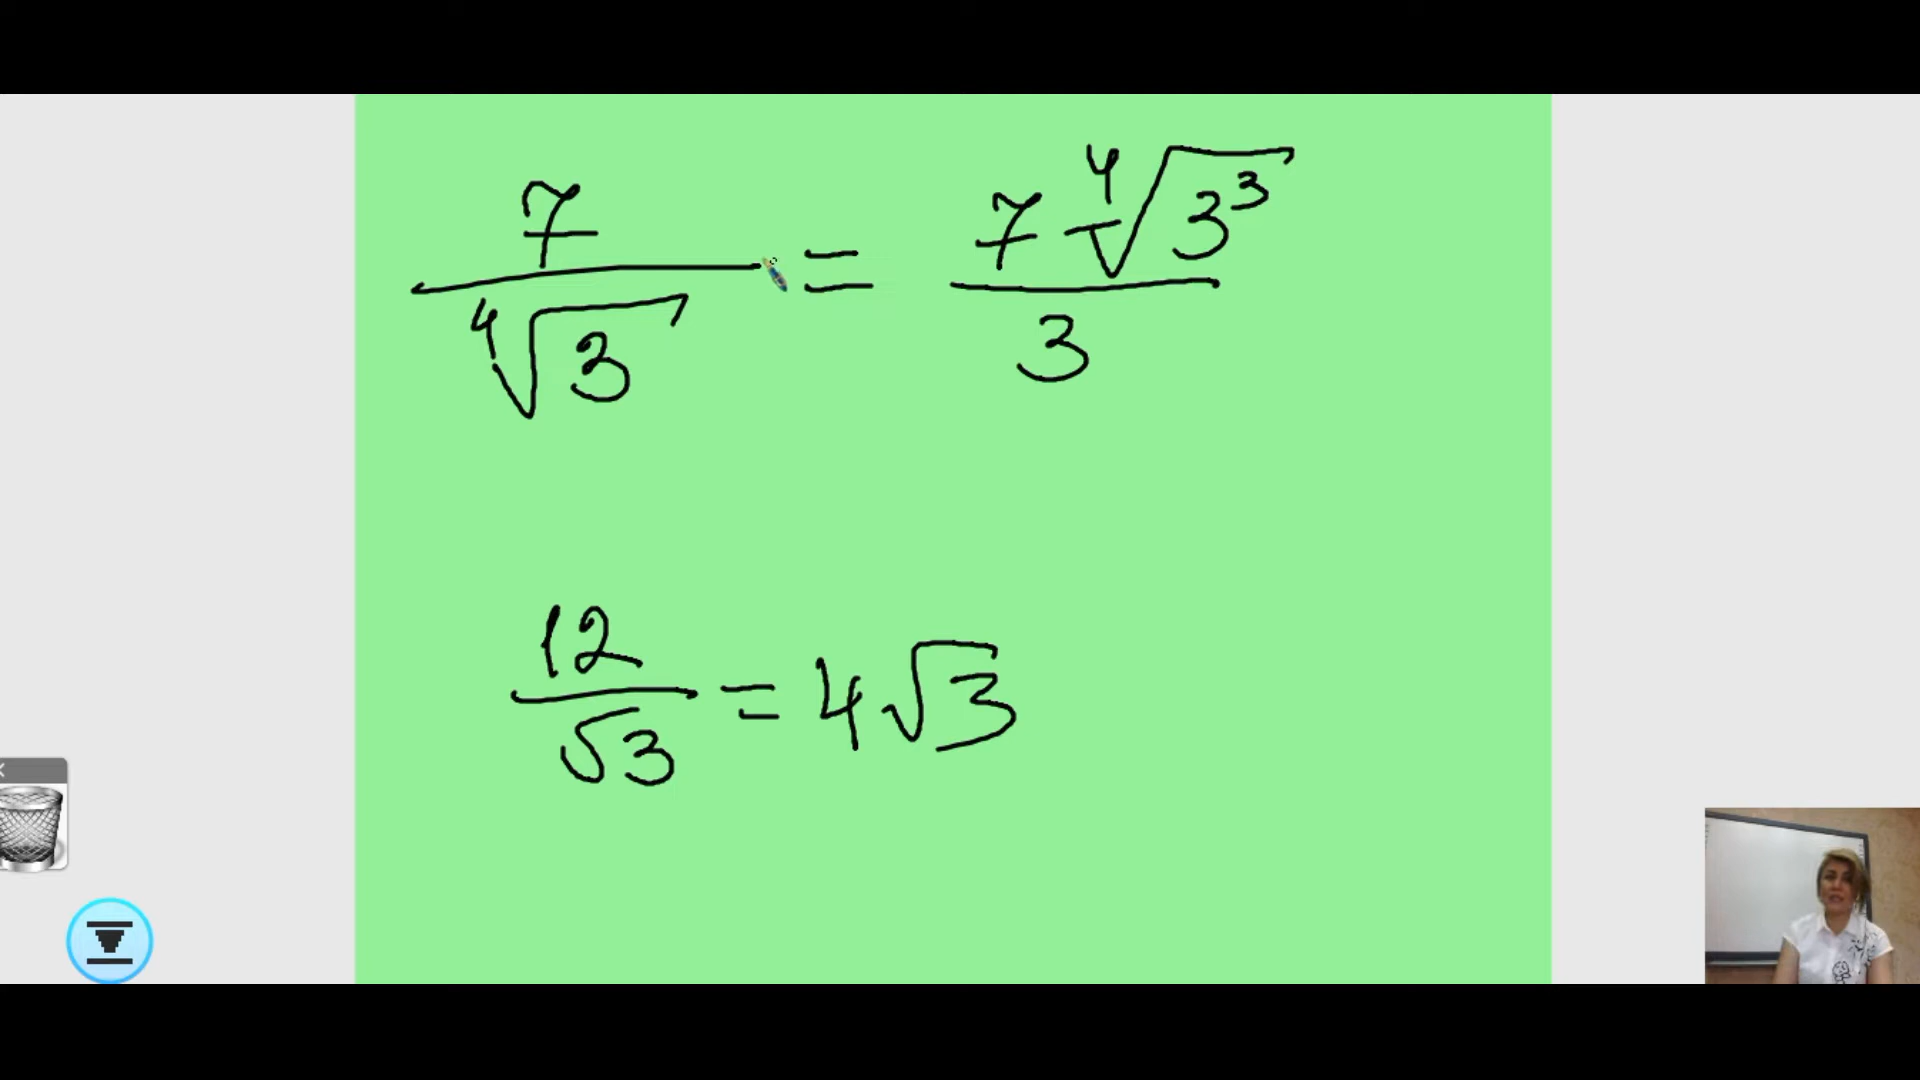 7/∜3 = 7∜3³/3
12/√3 = 4√3